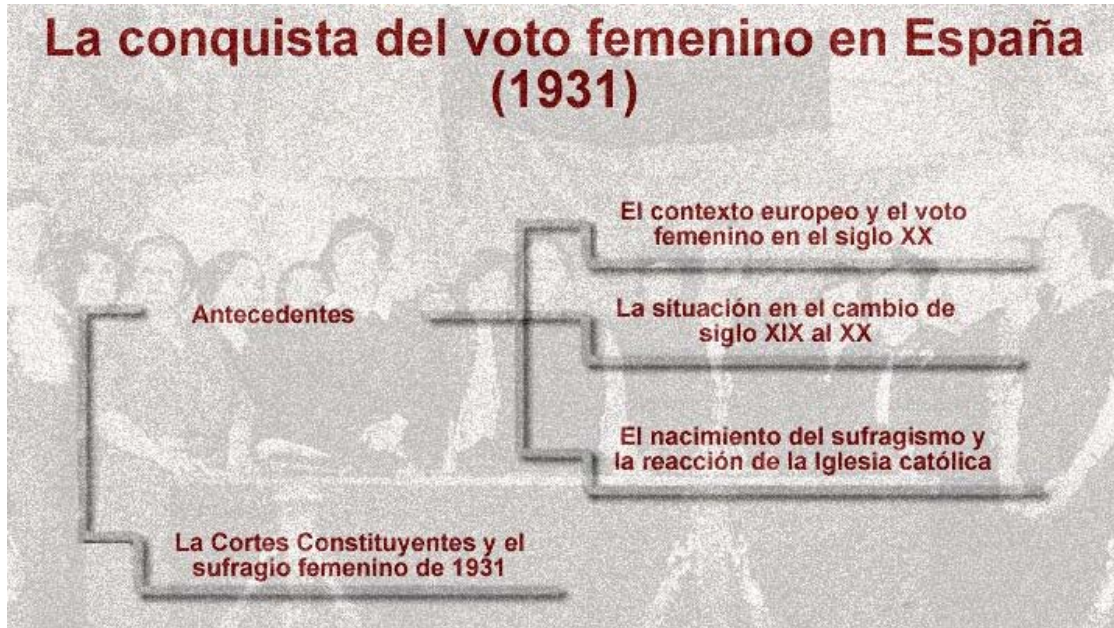 La conquista del voto femenino en España
(1931)
El contexto europeo y el voto
femenino en el siglo XX
Antecedentes
La situación en el cambio de
siglo XIX al XX
El nacimiento del sufragismo y
la reacción de la Iglesia católica
La Cortes Constituyentes y el
sufragio femenino de 1931